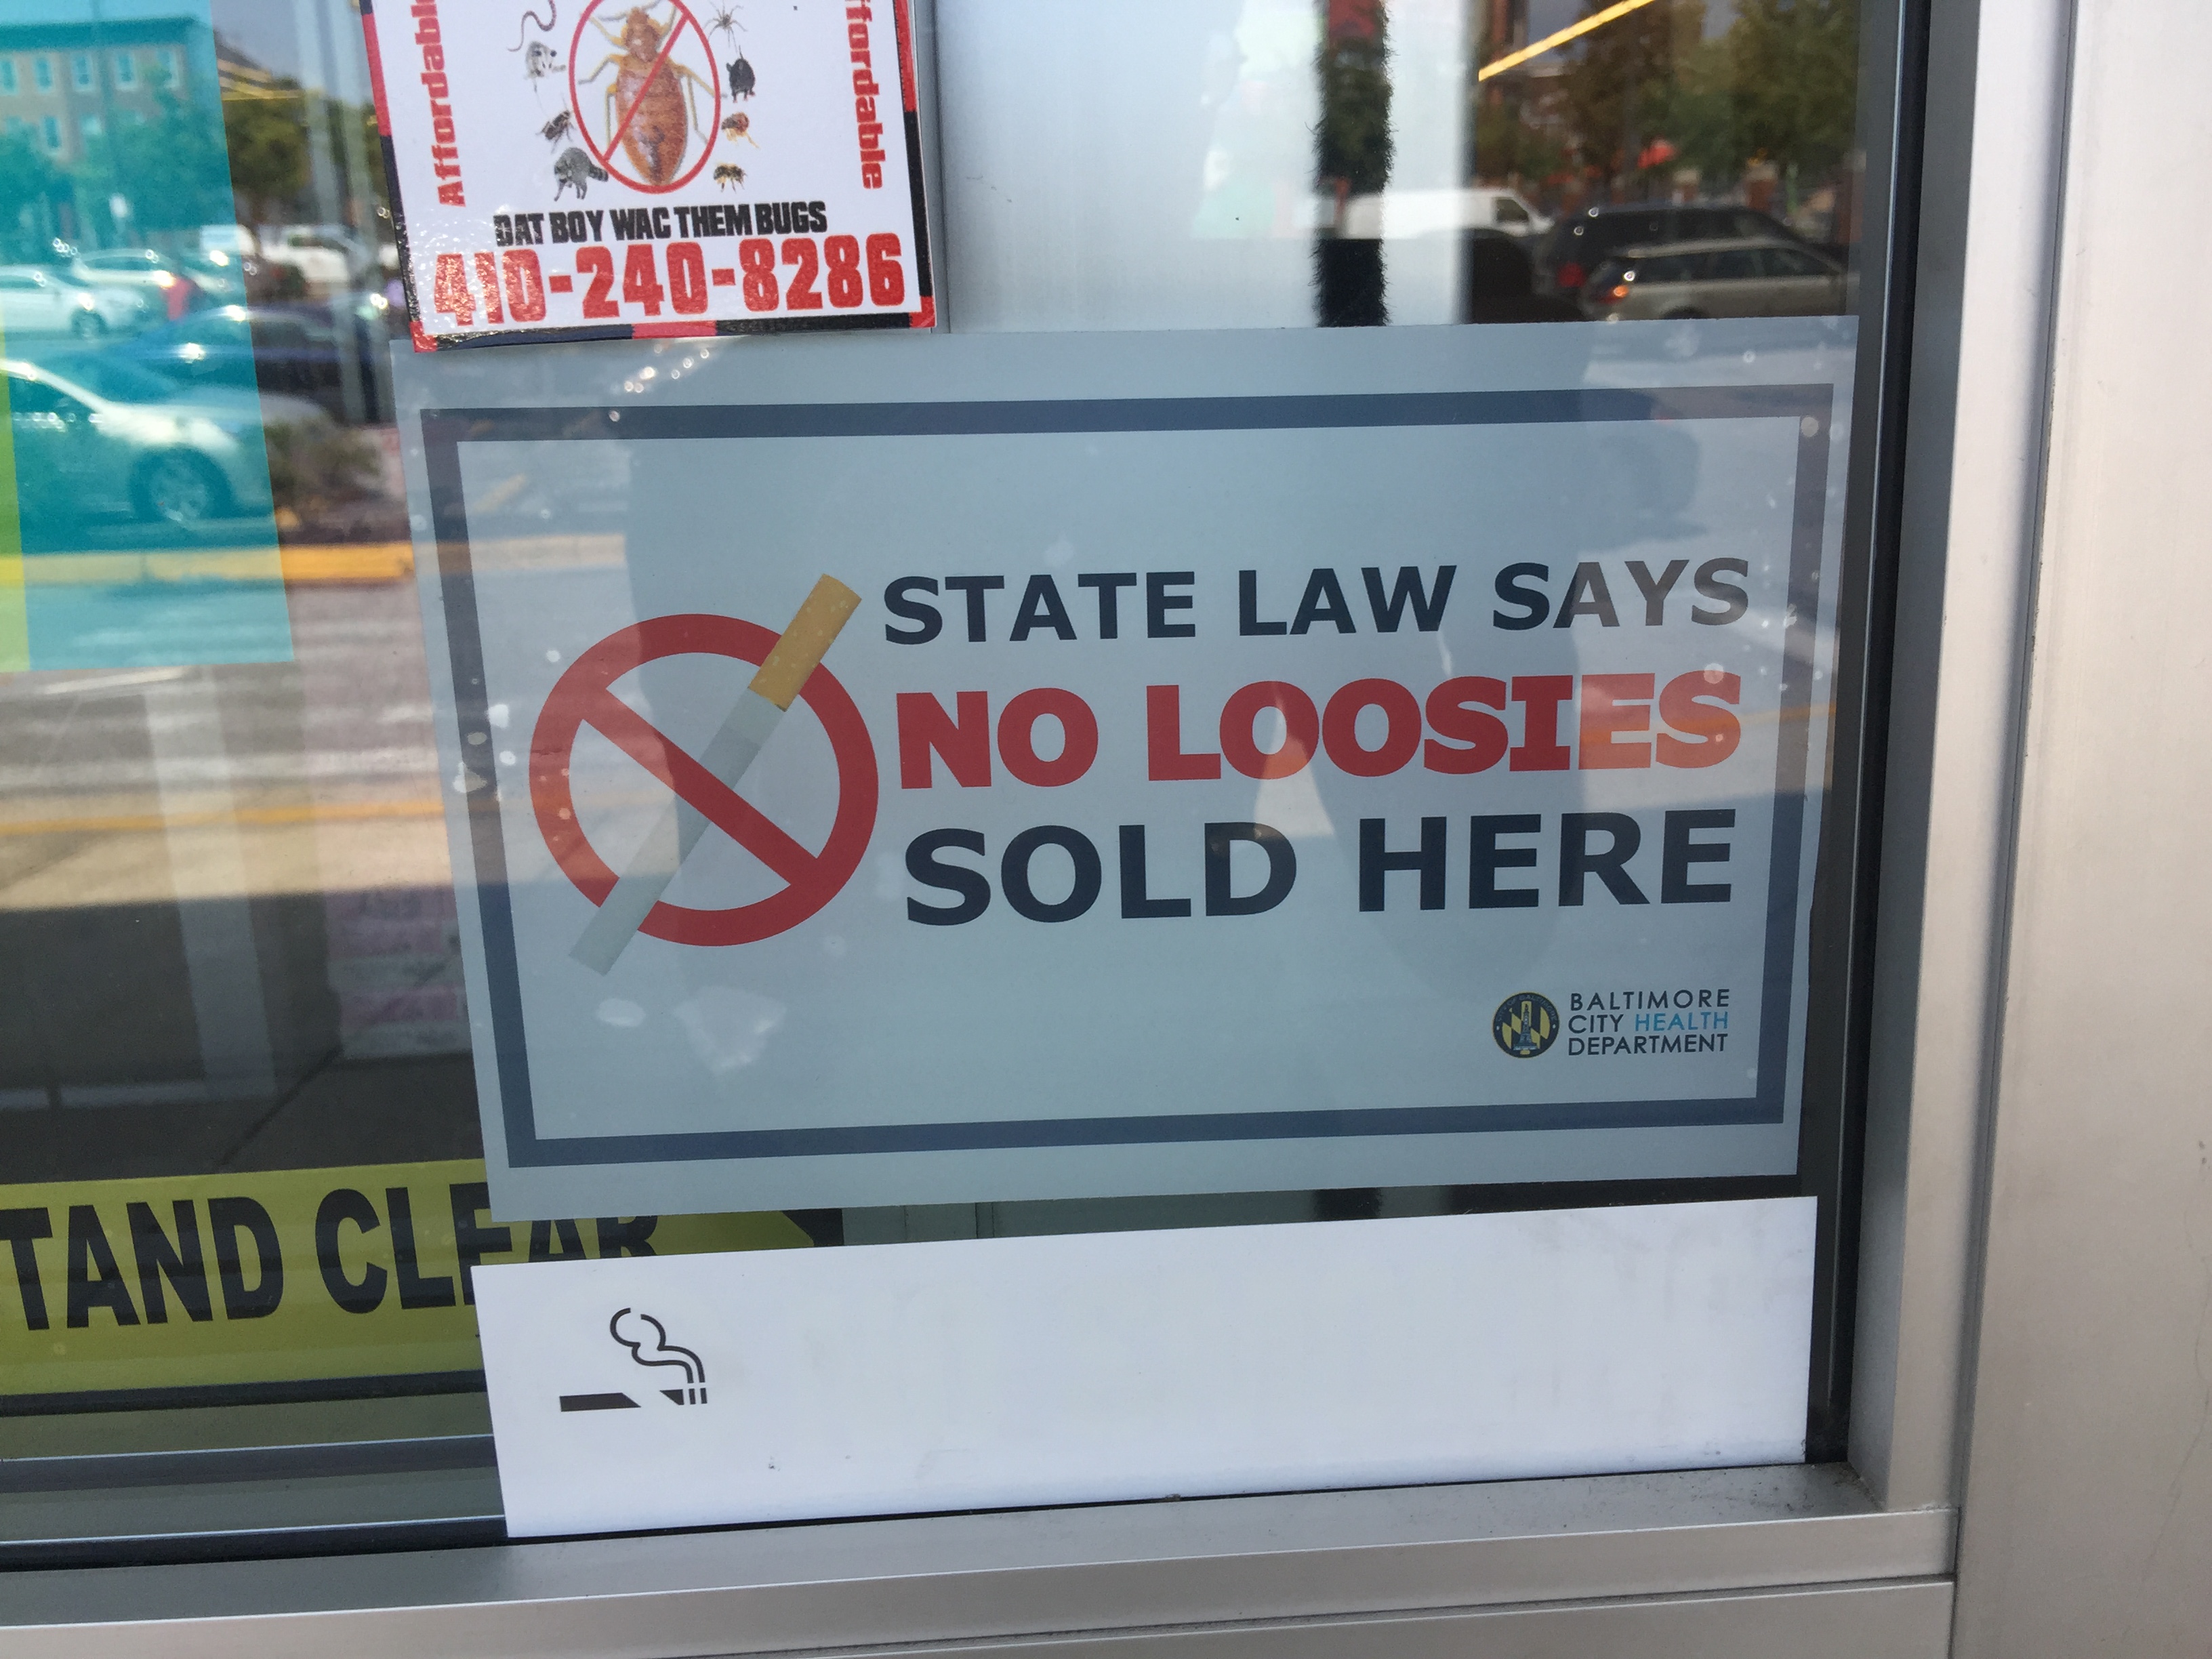 Affordable
Affordable
DAT BOY WAC THEM BUGS
410-240-8286
STATE LAW SAYS
NO LOOSIES
SOLD HERE
BALTIMORE
CITY HEALTH
DEPARTMENT
TAND CLEAR